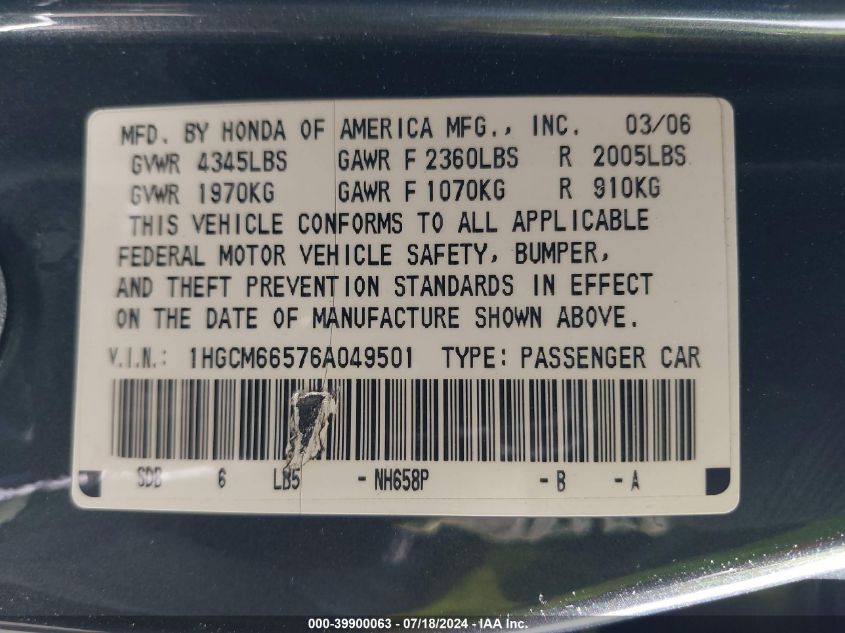 MFD. BY HONDA OF AMERICA MFG., INC. 03/06
GVWR 4345LBS GAWR F 2360LBS R 2005LBS
GVWR 1970KG GAWR F 1070KG R 910KG
THIS VEHICLE CONFORMS TO ALL APPLICABLE
FEDERAL MOTOR VEHICLE SAFETY, BUMPER,
AND THEFT PREVENTION STANDARDS IN EFFECT
ON THE DATE OF MANUFACTURE SHOWN ABOVE.
V.I.N.: 1HGCM66576A049501 TYPE: PASSENGER CAR
SDB 6 LB5 - NH658P - B - A
000-39900063 - 07/18/2024 - IAA Inc.